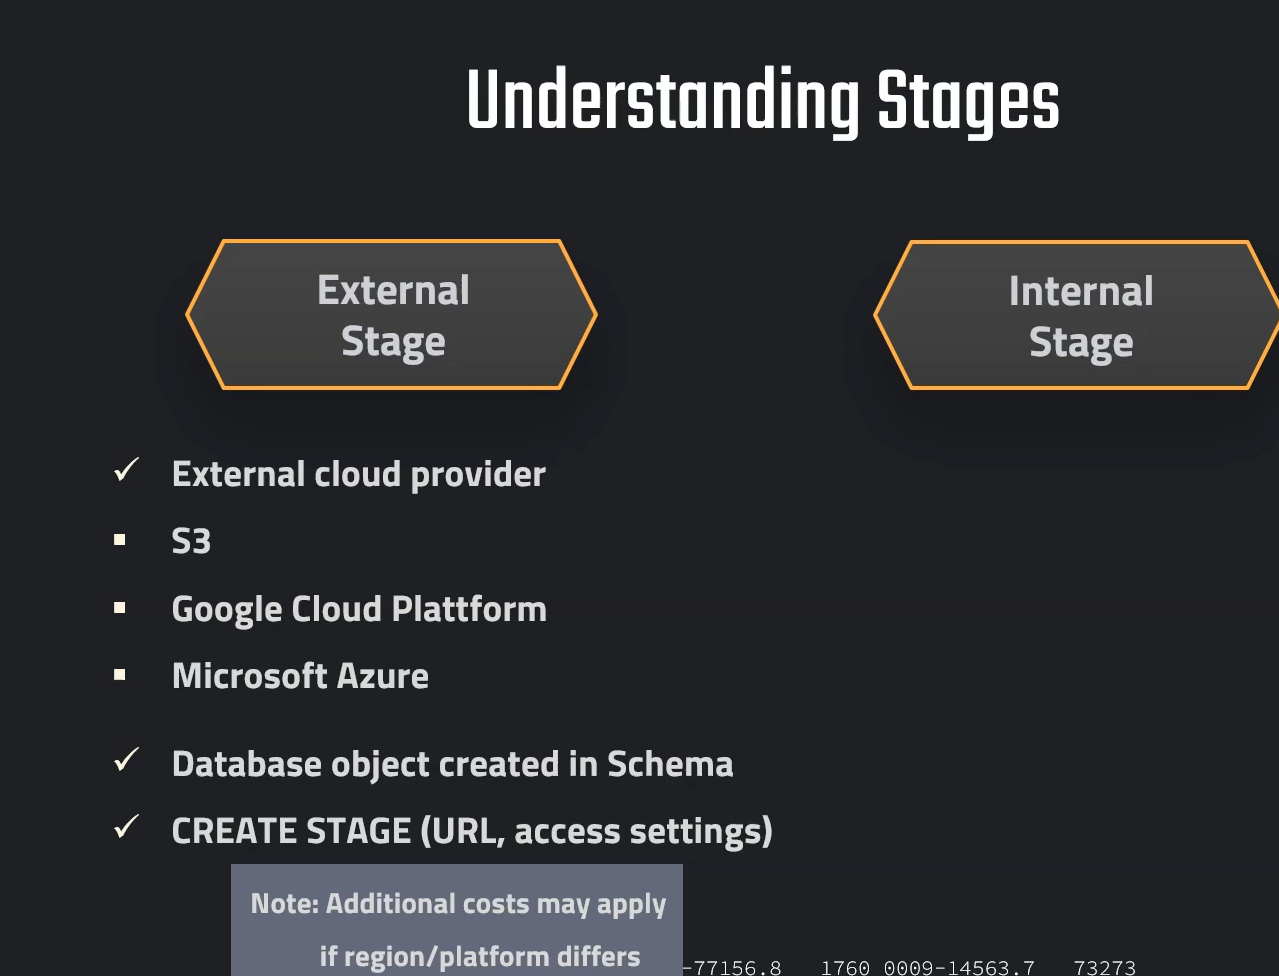 Understanding Stages
External
Stage
Internal
Stage
✓ External cloud provider
▪ S3
▪ Google Cloud Plattform
▪ Microsoft Azure
✓ Database object created in Schema
✓ CREATE STAGE (URL, access settings)
Note: Additional costs may apply
if region/platform differs
-77156.8 1760 0009-14563.7 73273